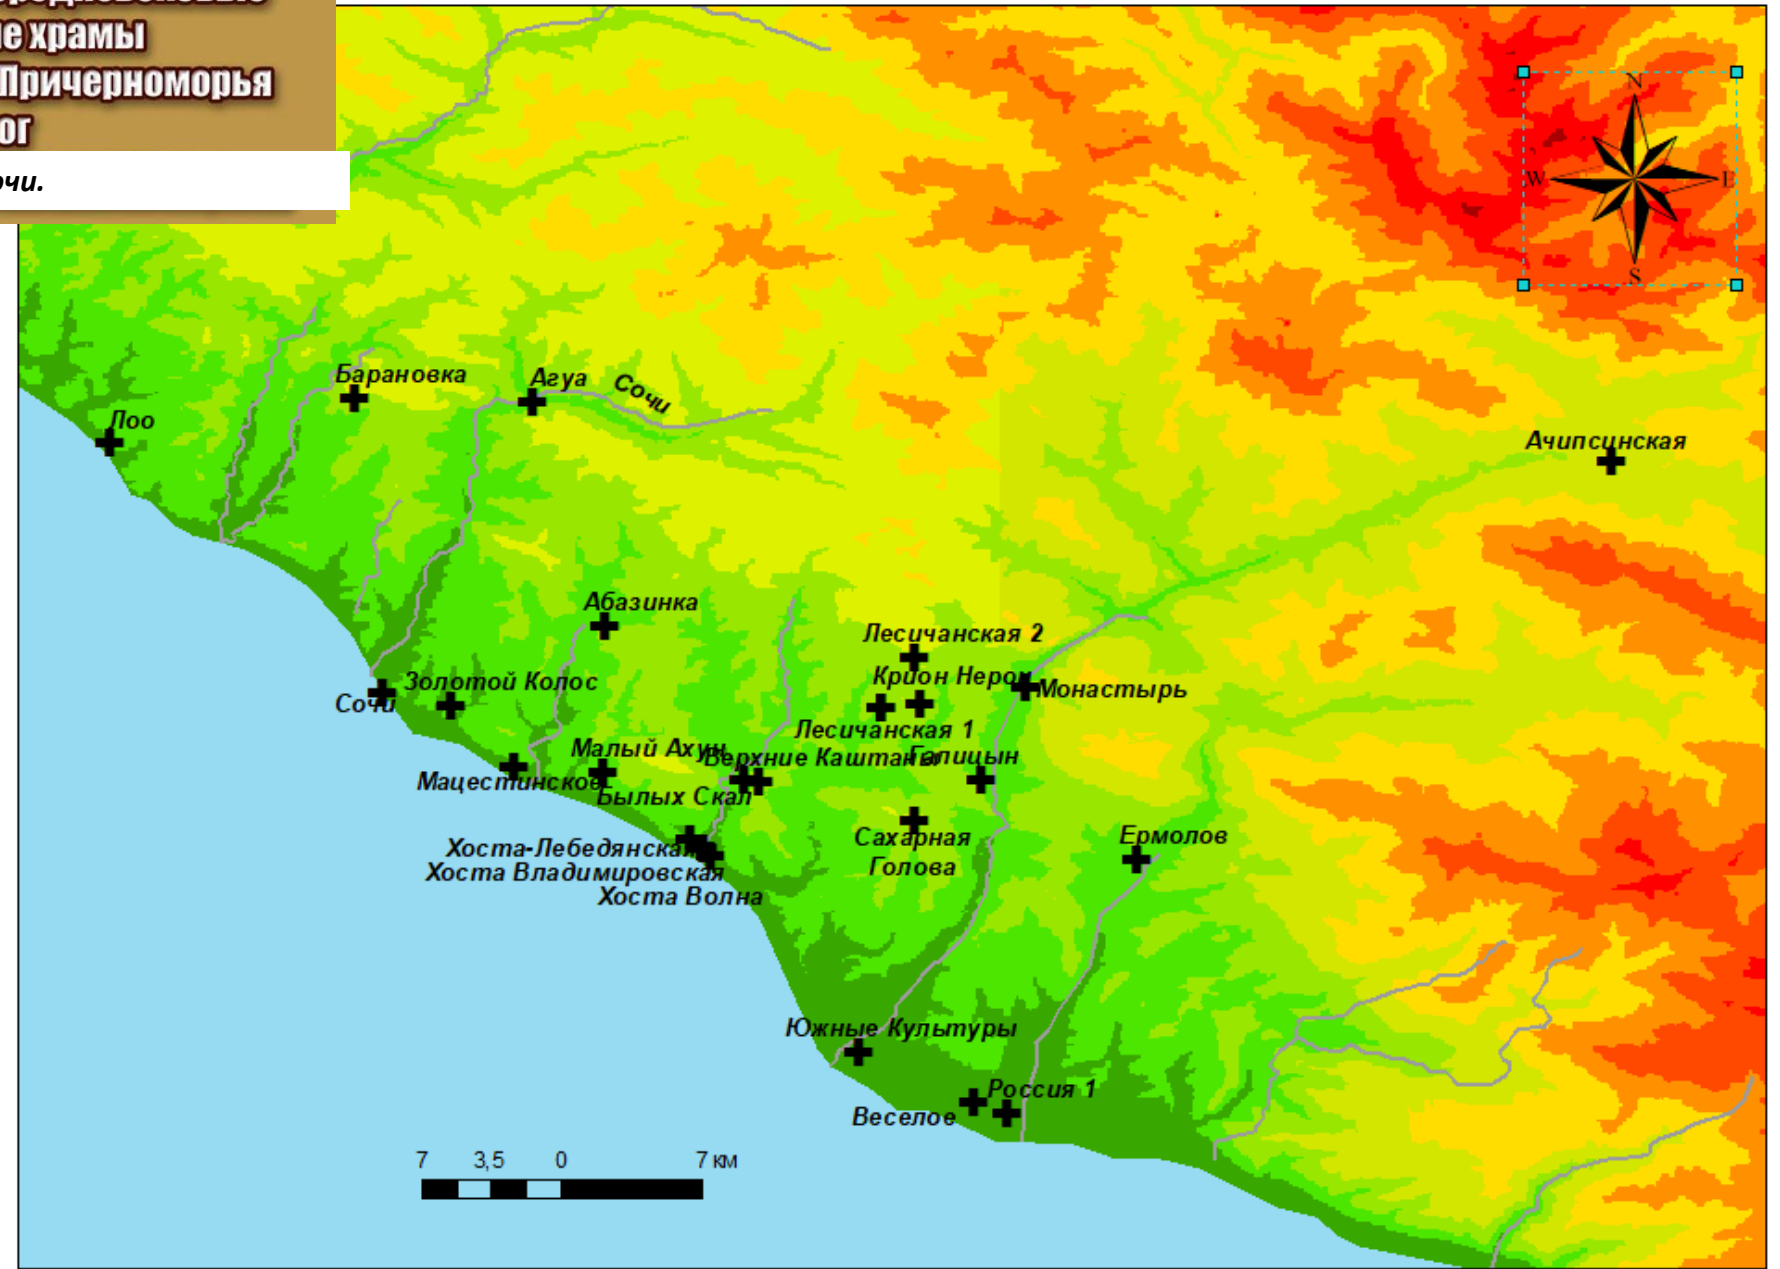 е храмы
Причерноморья
ог
очи.
N
W
E
S
Барановка
Агуа
Сочи
Лоо
Ачипсинская
Абазинка
Лесичанская 2
Крион Нерон
Монастырь
Золотой Колос
Сочи
Лесичанская 1
Малый Ахун
Верхние Каштаны
Галицын
Мацестинское
Былых Скал
Сахарная
Голова
Ермолов
Хоста-Лебедянская
Хоста Владимировская
Хоста Волна
Южные Культуры
Россия 1
Веселое
7 3,5 0 7 км